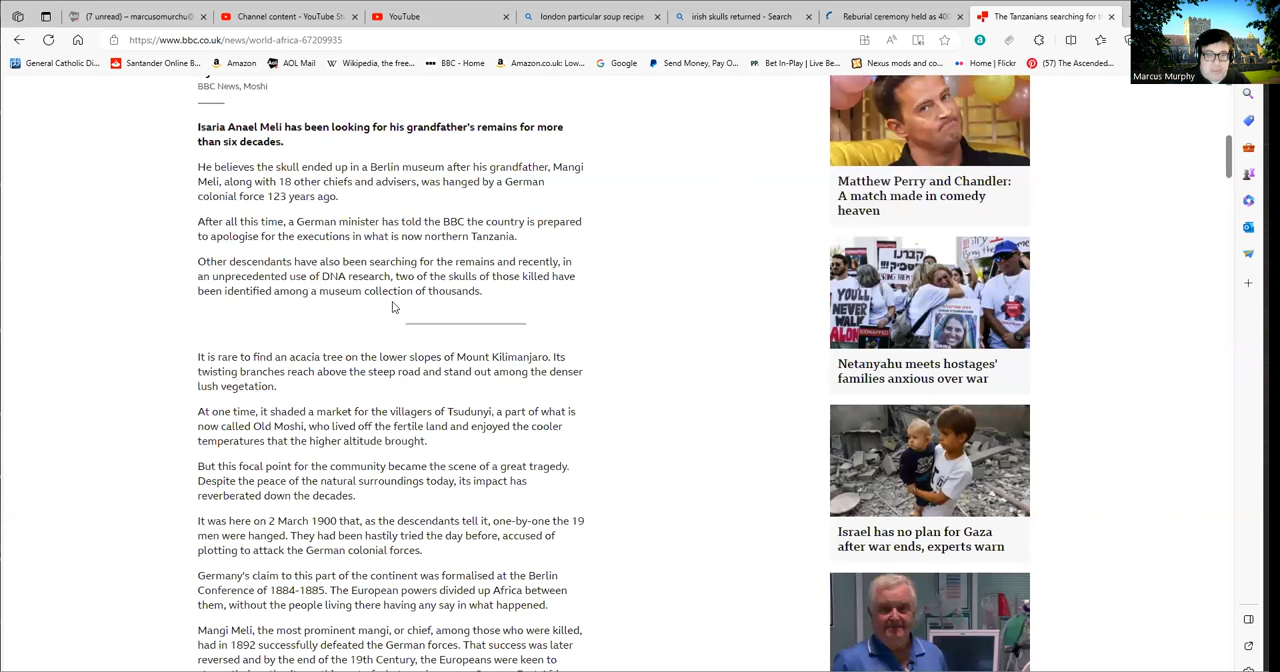 (7 unread) – marcusomurchu@
Channel content - YouTube St
YouTube
london particular soup recipe
irish skulls returned - Search
Reburial ceremony held as 400
The Tanzanians searching for t
https://www.bbc.co.uk/news/world-africa-67209935
General Catholic Di...
Santander Online B...
Amazon
AOL Mail
Wikipedia, the free...
BBC - Home
Amazon.co.uk: Low...
Google
Send Money, Pay O...
Bet In-Play | Live Be...
Nexus mods and co...
Home | Flickr
(57) The Ascended...
Marcus Murphy
BBC News, Moshi
Isaria Anael Meli has been looking for his grandfather's remains for more
than six decades.
He believes the skull ended up in a Berlin museum after his grandfather, Mangi
Meli, along with 18 other chiefs and advisers, was hanged by a German
colonial force 123 years ago.
After all this time, a German minister has told the BBC the country is prepared
to apologise for the executions in what is now northern Tanzania.
Other descendants have also been searching for the remains and recently, in
an unprecedented use of DNA research, two of the skulls of those killed have
been identified among a museum collection of thousands.
It is rare to find an acacia tree on the lower slopes of Mount Kilimanjaro. Its
twisting branches reach above the steep road and stand out among the denser
lush vegetation.
At one time, it shaded a market for the villagers of Tsudunyi, a part of what is
now called Old Moshi, who lived off the fertile land and enjoyed the cooler
temperatures that the higher altitude brought.
But this focal point for the community became the scene of a great tragedy.
Despite the peace of the natural surroundings today, its impact has
reverberated down the decades.
It was here on 2 March 1900 that, as the descendants tell it, one-by-one the 19
men were hanged. They had been hastily tried the day before, accused of
plotting to attack the German colonial forces.
Germany's claim to this part of the continent was formalised at the Berlin
Conference of 1884-1885. The European powers divided up Africa between
them, without the people living there having any say in what happened.
Mangi Meli, the most prominent mangi, or chief, among those who were killed,
had in 1892 successfully defeated the German forces. That success was later
reversed and by the end of the 19th Century, the Europeans were keen to
Matthew Perry and Chandler:
A match made in comedy
heaven
YOU'LL
NEVER
WALK
ALONE
Netanyahu meets hostages'
families anxious over war
Israel has no plan for Gaza
after war ends, experts warn